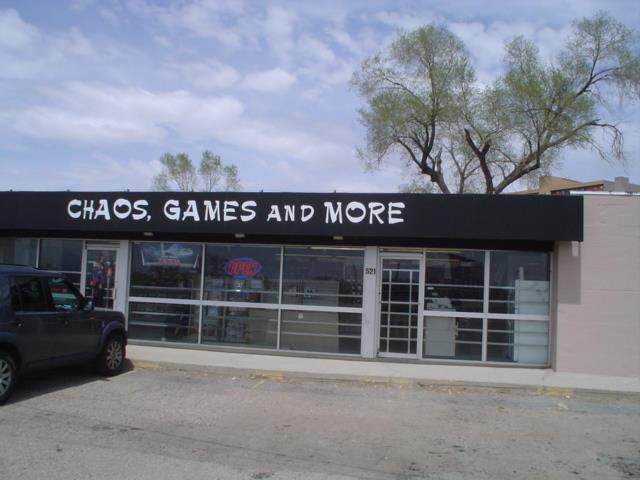 CHAOS, GAMES AND MORE
OPEN
521